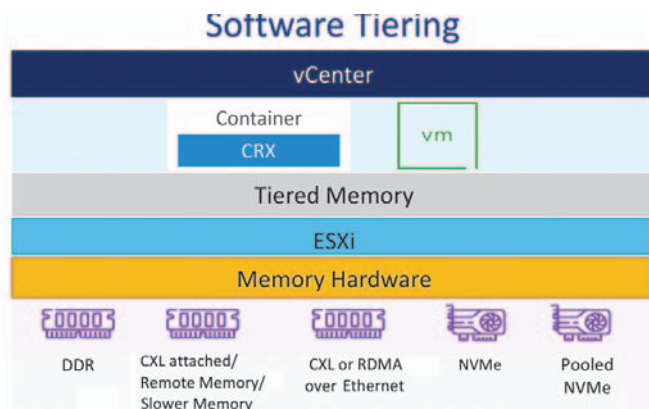 Software Tiering
vCenter
Container
CRX
vm
Tiered Memory
ESXi
Memory Hardware
DDR
CXL attached/
Remote Memory/
Slower Memory
CXL or RDMA
over Ethernet
NVMe
Pooled
NVMe